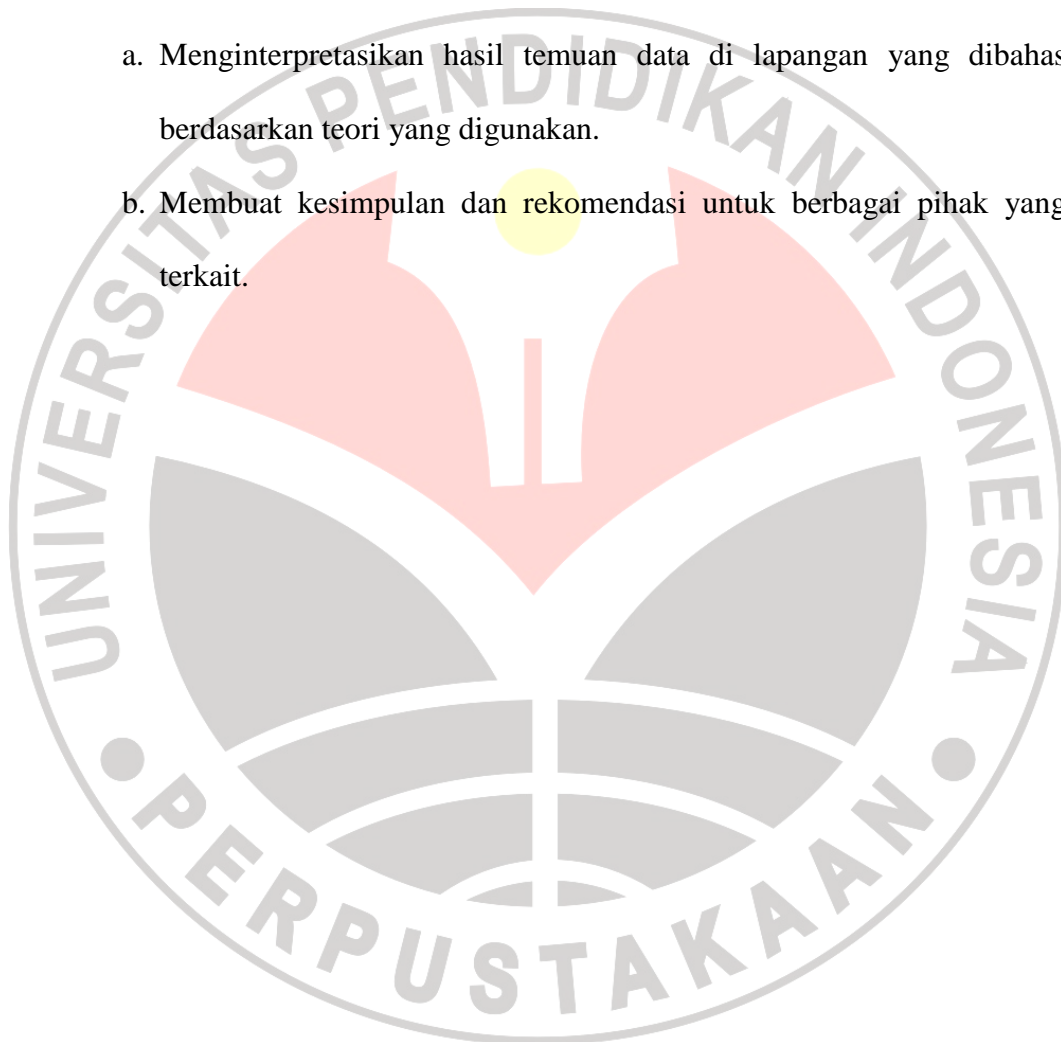 a. Menginterpretasikan hasil temuan data di lapangan yang dibahas
berdasarkan teori yang digunakan.
b. Membuat kesimpulan dan rekomendasi untuk berbagai pihak yang
terkait.
UNIVERSITAS PENDIDIKAN INDONESIA
PERPUSTAKAAN